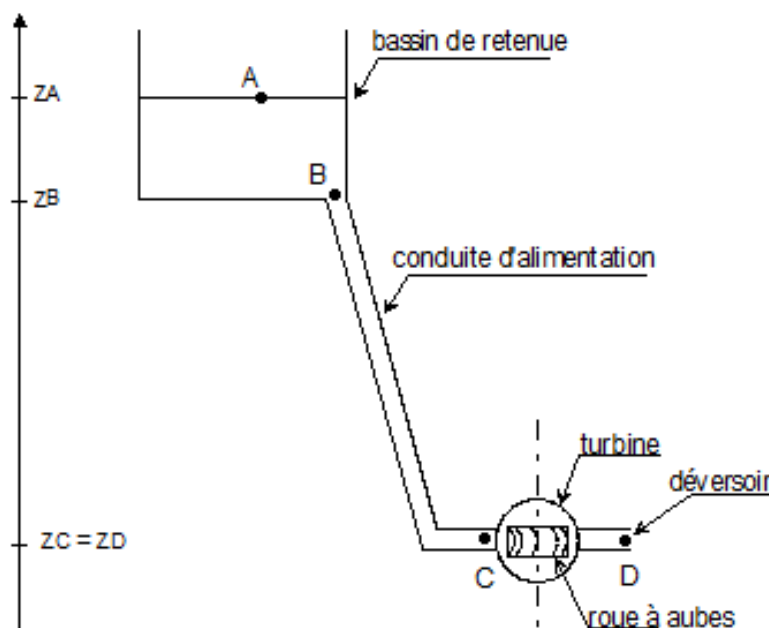 bassin de retenue
A
ZA
B
ZB
conduite d'alimentation
turbine
déversoir
ZC = ZD
C
D
roue à aubes